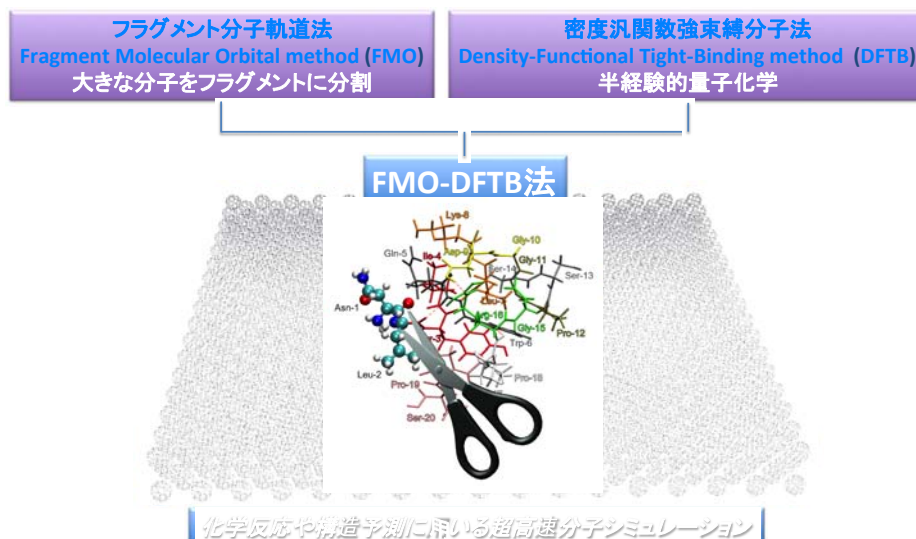 フラグメント分子軌道法
Fragment Molecular Orbital method (FMO)
大きな分子をフラグメントに分割
密度汎関数強束縛分子法
Density-Functional Tight-Binding method (DFTB)
半経験的量子化学
FMO-DFTB法
Lys-8
Gly-10
Gln-5
Ile-4
Asp-9
Gly-11
Ser-14
Ser-13
Asn-1
Arg-16
Gly-15
Pro-12
Trp-6
Leu-2
Pro-19
Pro-18
Ser-20
化学反応や構造予測に用いる超高速分子シミュレーション